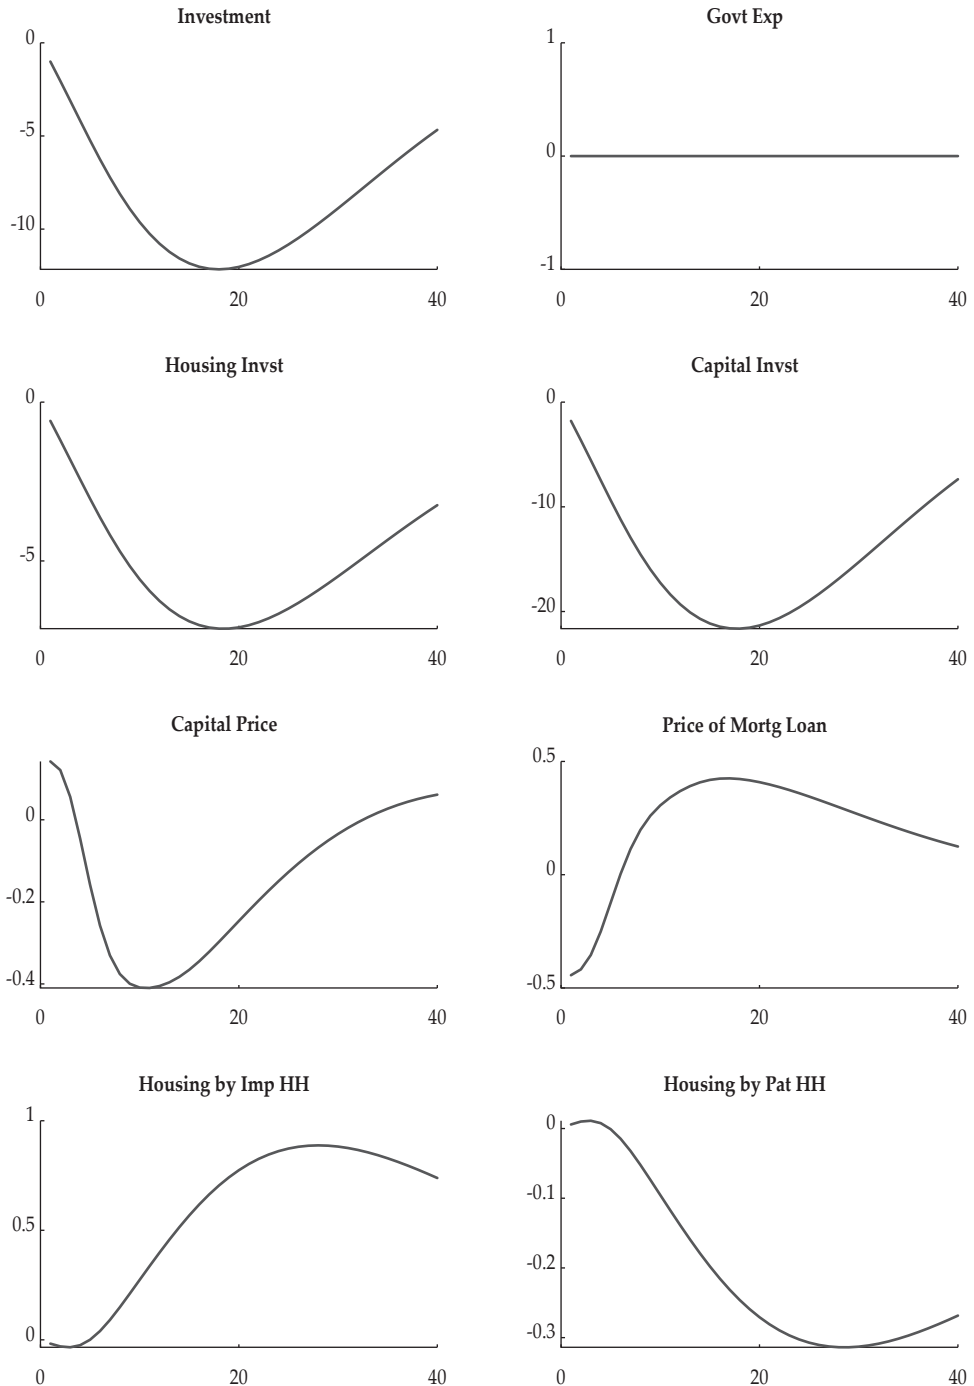 Investment
0
-5
-10
0 20 40
Govt Exp
1
0
-1
0 20 40
Housing Invst
0
-5
0 20 40
Capital Invst
0
-10
-20
0 20 40
Capital Price
0
-0.2
-0.4
0 20 40
Price of Mortg Loan
0.5
0
-0.5
0 20 40
Housing by Imp HH
1
0.5
0
0 20 40
Housing by Pat HH
0
-0.1
-0.2
-0.3
0 20 40